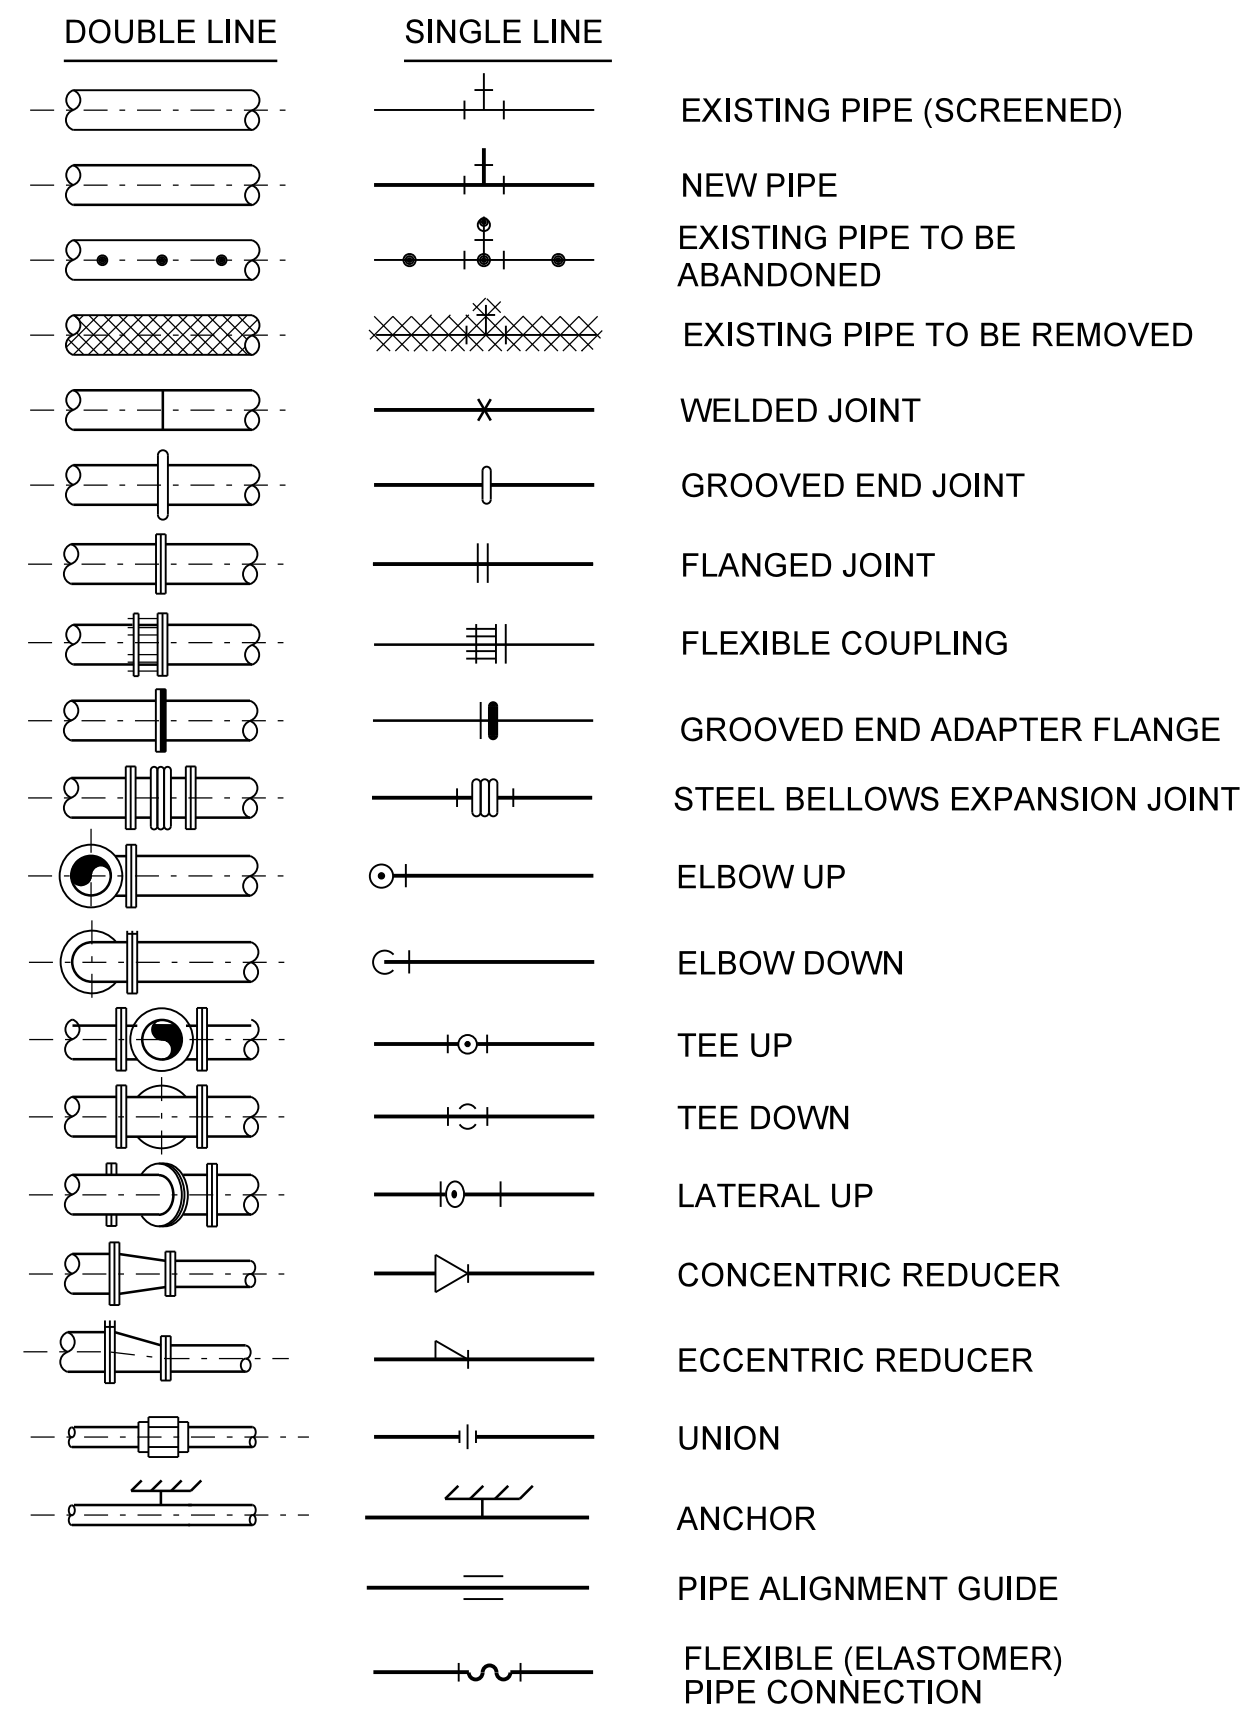 DOUBLE LINE
SINGLE LINE
EXISTING PIPE (SCREENED)
NEW PIPE
EXISTING PIPE TO BE
ABANDONED
EXISTING PIPE TO BE REMOVED
WELDED JOINT
GROOVED END JOINT
FLANGED JOINT
FLEXIBLE COUPLING
GROOVED END ADAPTER FLANGE
STEEL BELLOWS EXPANSION JOINT
ELBOW UP
ELBOW DOWN
TEE UP
TEE DOWN
LATERAL UP
CONCENTRIC REDUCER
ECCENTRIC REDUCER
UNION
ANCHOR
PIPE ALIGNMENT GUIDE
FLEXIBLE (ELASTOMER)
PIPE CONNECTION